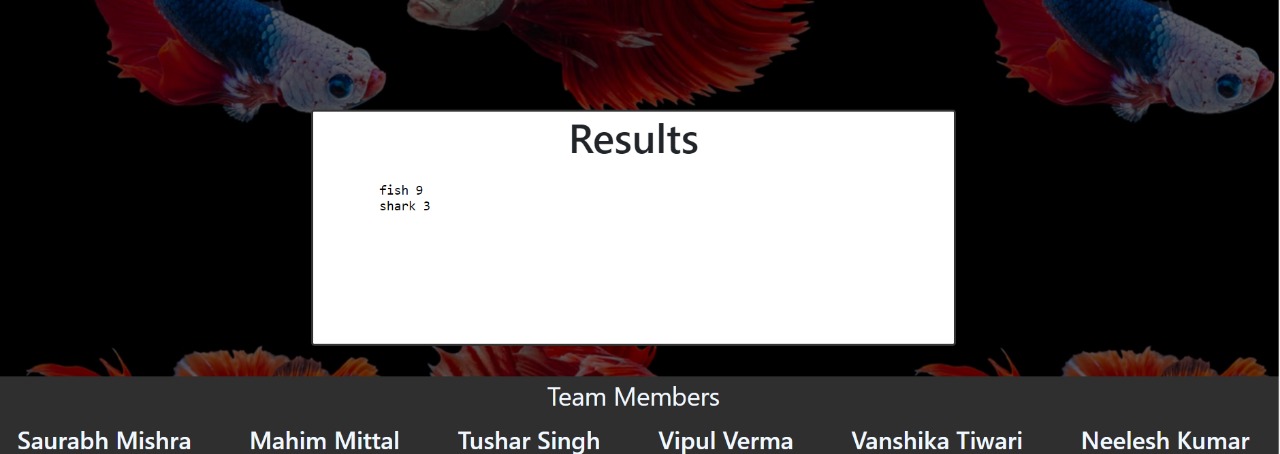 Results
fish 9
shark 3
Team Members
Saurabh Mishra Mahim Mittal Tushar Singh Vipul Verma Vanshika Tiwari Neelesh Kumar